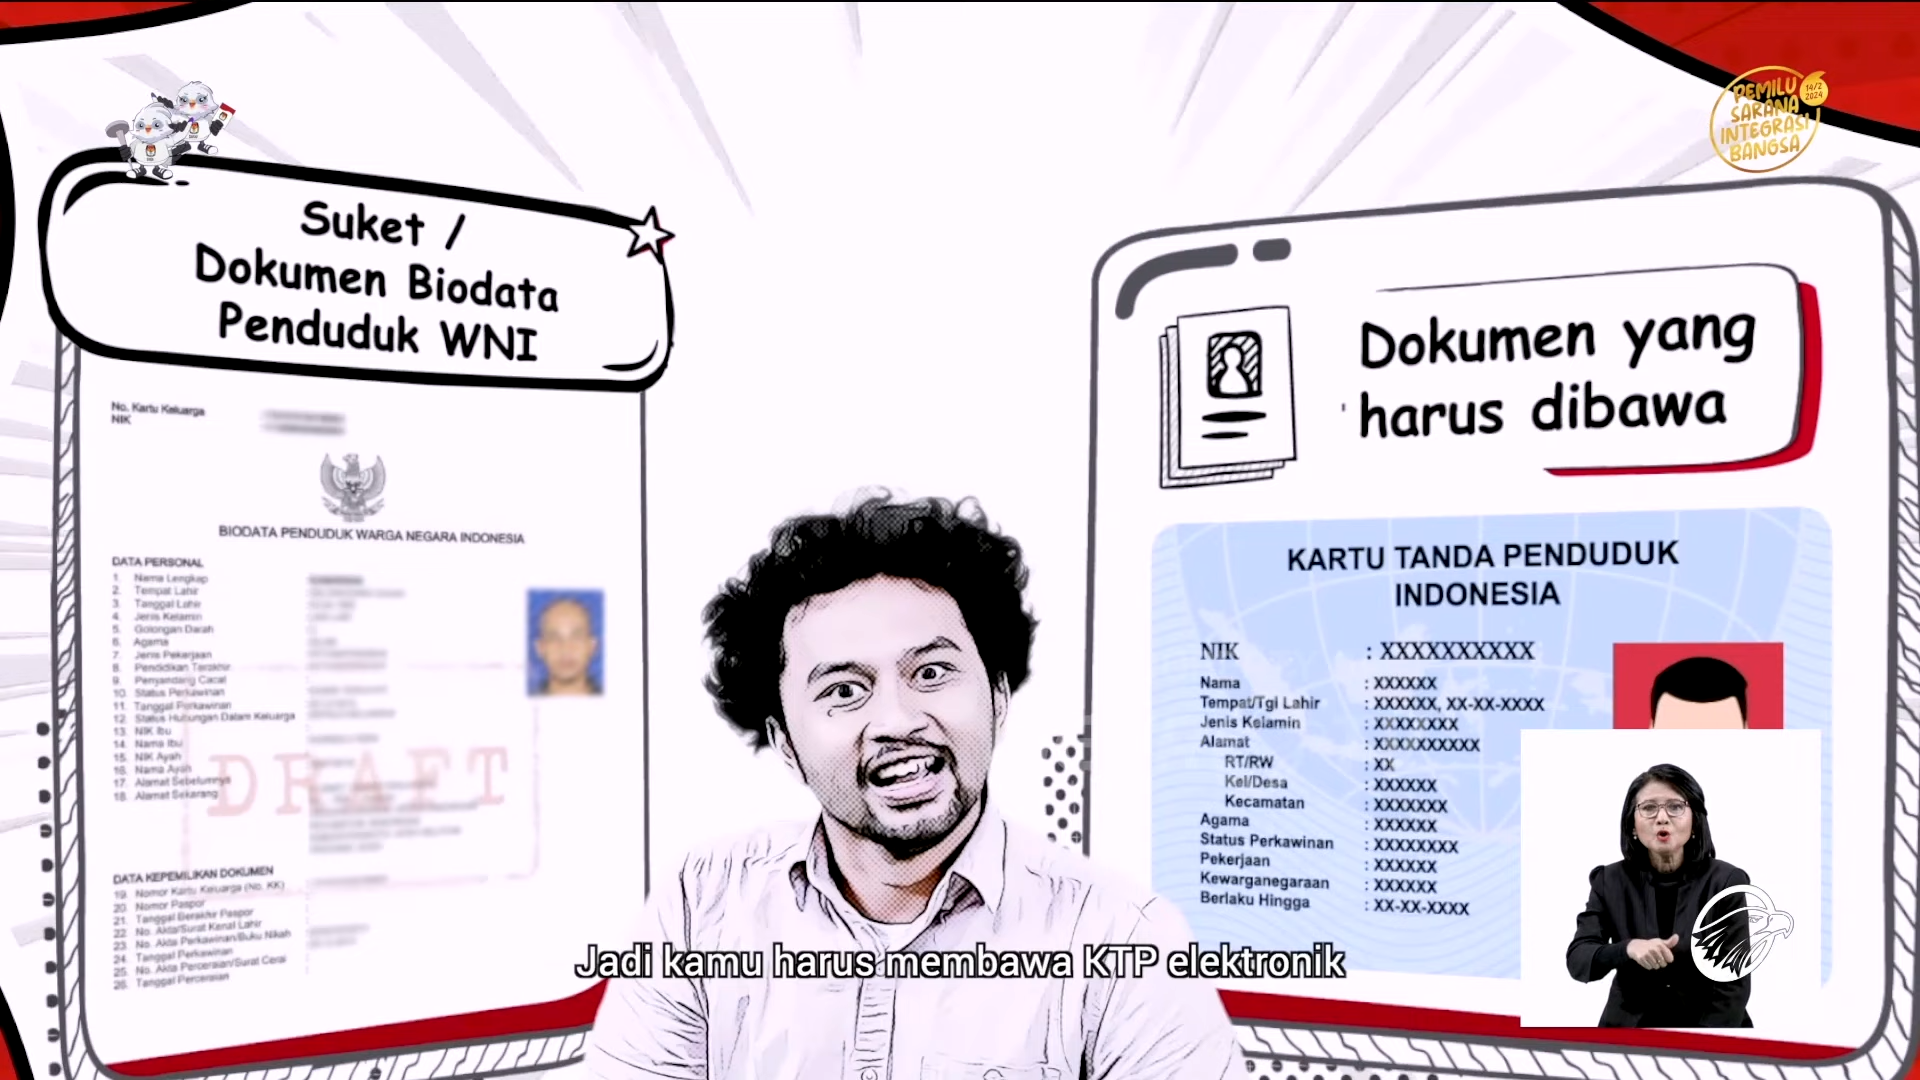 PEMILU
SARANA
INTEGRASI
BANGSA
14/2
2024
Suket /
Dokumen Biodata
Penduduk WNI
No. Kartu Keluarga
NIK
BIODATA PENDUDUK WARGA NEGARA INDONESIA
DATA PERSONAL
1. Nama Lengkap
2. Tempat Lahir
3. Tanggal Lahir
4. Jenis Kelamin
5. Golongan Darah
6. Agama
7. Jenis Pekerjaan
8. Pendidikan Terakhir
9. Penyandang Cacat
10. Status Perkawinan
11. Tanggal Perkawinan
12. Status Hubungan Dalam Keluarga
13. NIK Ibu
14. Nama Ibu
15. NIK Ayah
16. Nama Ayah
17. Alamat Sebelumnya
18. Alamat Sekarang
DRAFT
DATA KEPEMILIKAN DOKUMEN
19. Nomor Kartu Keluarga (No. KK)
20. Nomor Paspor
21. Tanggal Berakhir Paspor
22. No. Akta/Surat Kenal Lahir
23. No. Akta Perkawinan/Buku Nikah
24. Tanggal Perkawinan
25. No. Akta Perceraian/Surat Cerai
26. Tanggal Perceraian
Dokumen yang
harus dibawa
KARTU TANDA PENDUDUK
INDONESIA
NIK : XXXXXXXXXX
Nama : XXXXXX
Tempat/Tgl Lahir : XXXXXX, XX-XX-XXXX
Jenis Kelamin : XXXXXXXX
Alamat : XXXXXXXXXX
RT/RW : XX
Kel/Desa : XXXXXX
Kecamatan : XXXXXXX
Agama : XXXXXX
Status Perkawinan : XXXXXXXX
Pekerjaan : XXXXXX
Kewarganegaraan : XXXXXX
Berlaku Hingga : XX-XX-XXXX
Jadi kamu harus membawa KTP elektronik